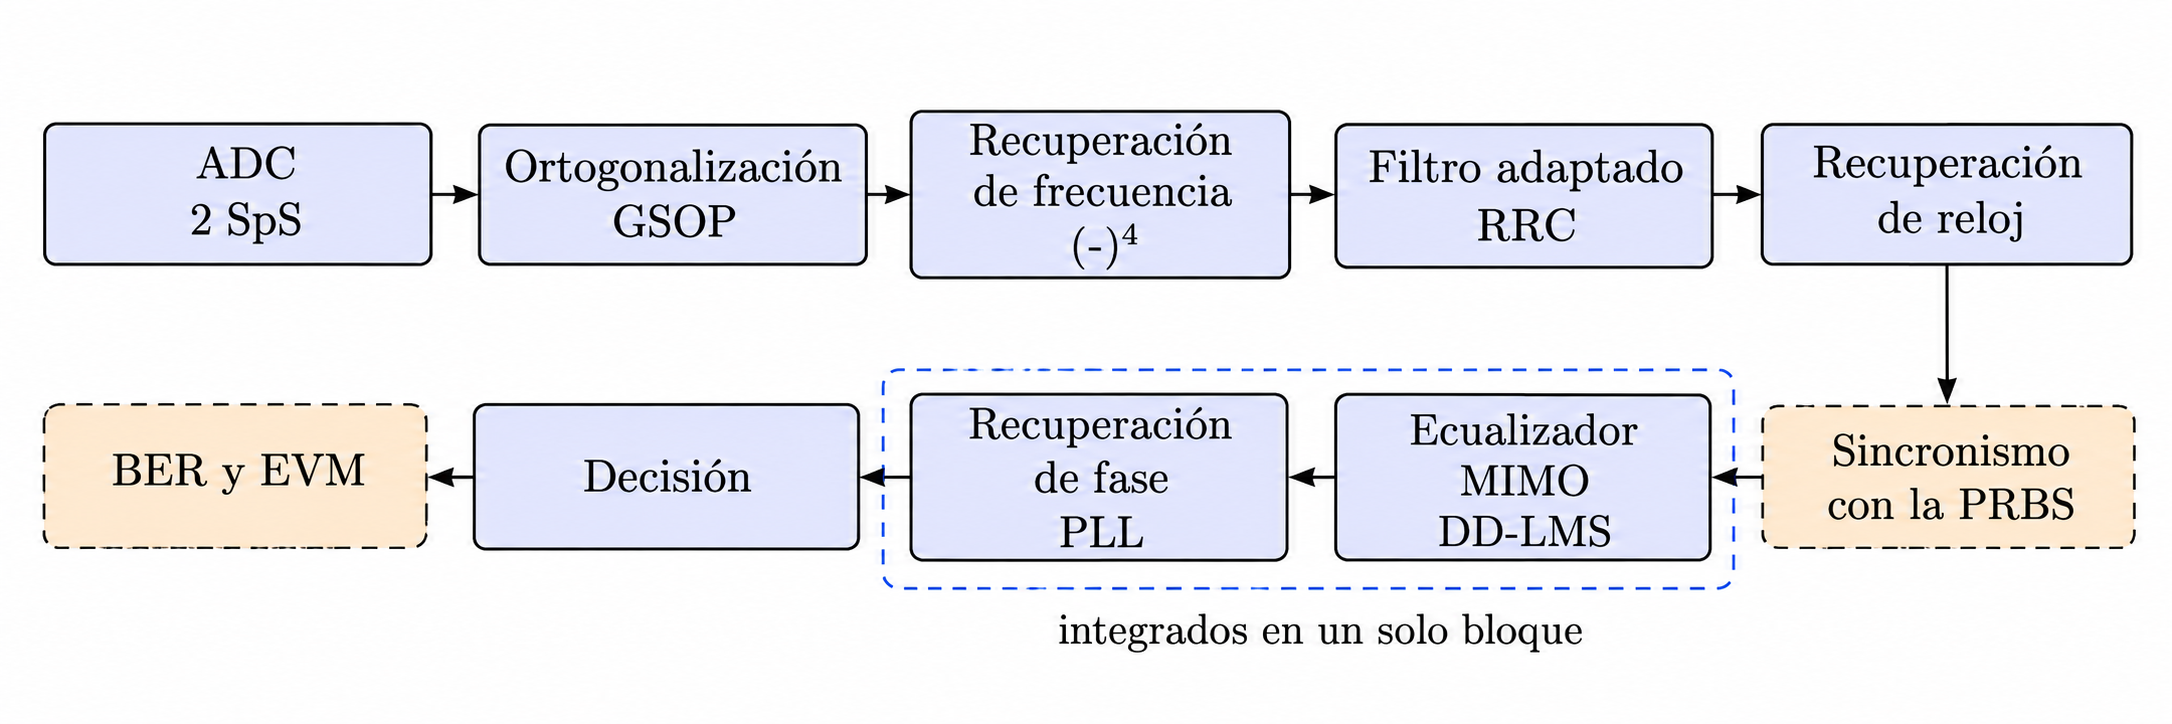 ADC
2 SpS
Ortogonalización
GSOP
Recuperación
de frecuencia
(-)⁴
Filtro adaptado
RRC
Recuperación
de reloj
Sincronismo
con la PRBS
Ecualizador
MIMO
DD-LMS
Recuperación
de fase
PLL
Decisión
BER y EVM
integrados en un solo bloque